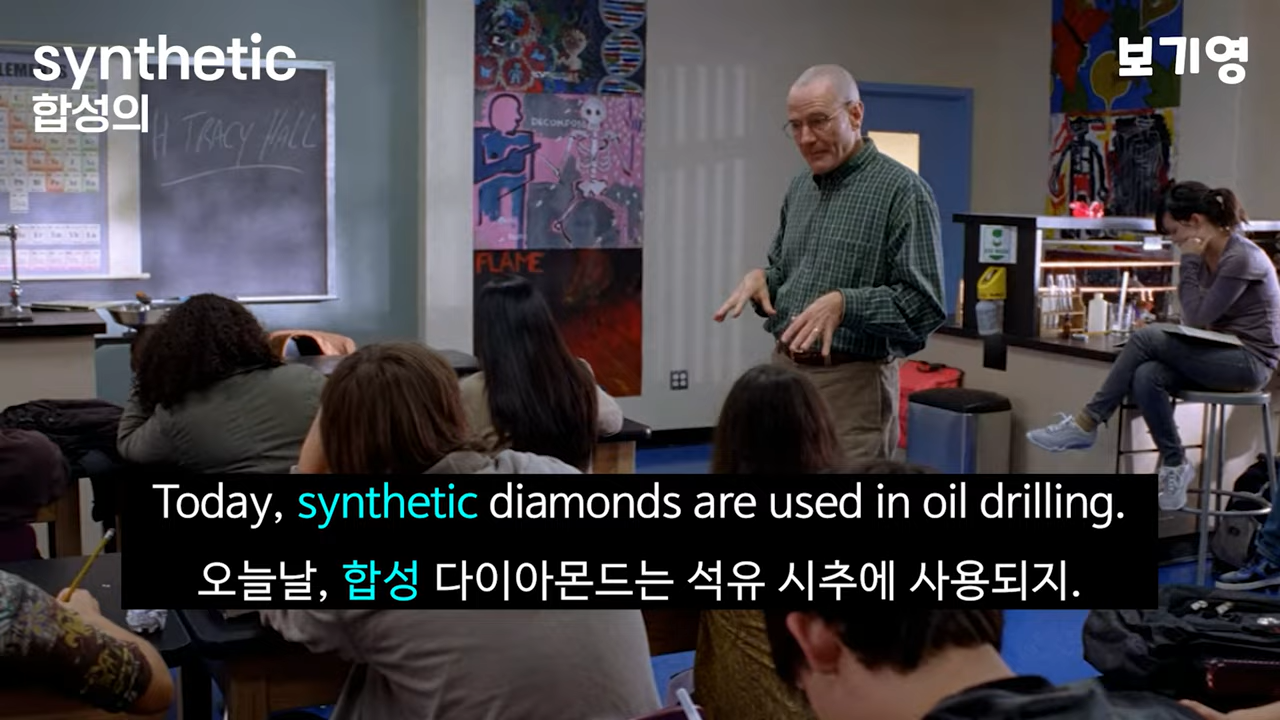 synthetic
합성의
보기영
H TRACY HALL
DECOMPOSE
FLAME
Today, synthetic diamonds are used in oil drilling.
오늘날, 합성 다이아몬드는 석유 시추에 사용되지.